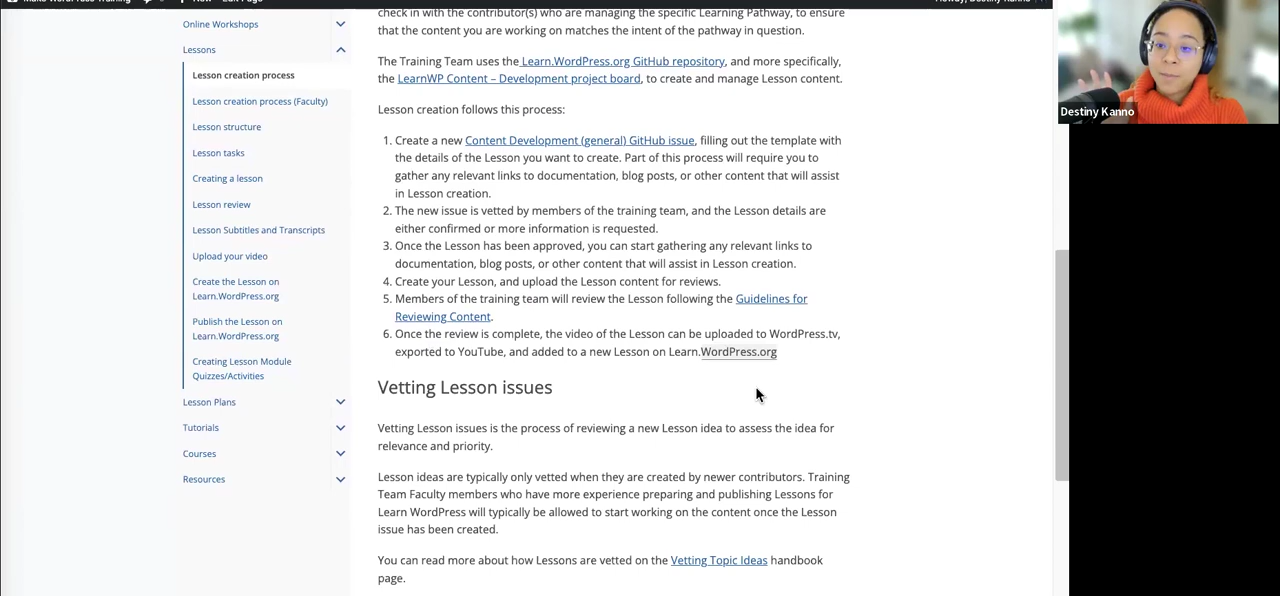 Online Workshops
Lessons
Lesson creation process
Lesson creation process (Faculty)
Lesson structure
Lesson tasks
Creating a lesson
Lesson review
Lesson Subtitles and Transcripts
Upload your video
Create the Lesson on
Learn.WordPress.org
Publish the Lesson on
Learn.WordPress.org
Creating Lesson Module
Quizzes/Activities
Lesson Plans
Tutorials
Courses
Resources
check in with the contributor(s) who are managing the specific Learning Pathway, to ensure
that the content you are working on matches the intent of the pathway in question.
The Training Team uses the Learn.WordPress.org GitHub repository, and more specifically,
the LearnWP Content – Development project board, to create and manage Lesson content.
Lesson creation follows this process:
1. Create a new Content Development (general) GitHub issue, filling out the template with
the details of the Lesson you want to create. Part of this process will require you to
gather any relevant links to documentation, blog posts, or other content that will assist
in Lesson creation.
2. The new issue is vetted by members of the training team, and the Lesson details are
either confirmed or more information is requested.
3. Once the Lesson has been approved, you can start gathering any relevant links to
documentation, blog posts, or other content that will assist in Lesson creation.
4. Create your Lesson, and upload the Lesson content for reviews.
5. Members of the training team will review the Lesson following the Guidelines for
Reviewing Content.
6. Once the review is complete, the video of the Lesson can be uploaded to WordPress.tv,
exported to YouTube, and added to a new Lesson on Learn.WordPress.org
Vetting Lesson issues
Vetting Lesson issues is the process of reviewing a new Lesson idea to assess the idea for
relevance and priority.
Lesson ideas are typically only vetted when they are created by newer contributors. Training
Team Faculty members who have more experience preparing and publishing Lessons for
Learn WordPress will typically be allowed to start working on the content once the Lesson
issue has been created.
You can read more about how Lessons are vetted on the Vetting Topic Ideas handbook
page.
Destiny Kanno